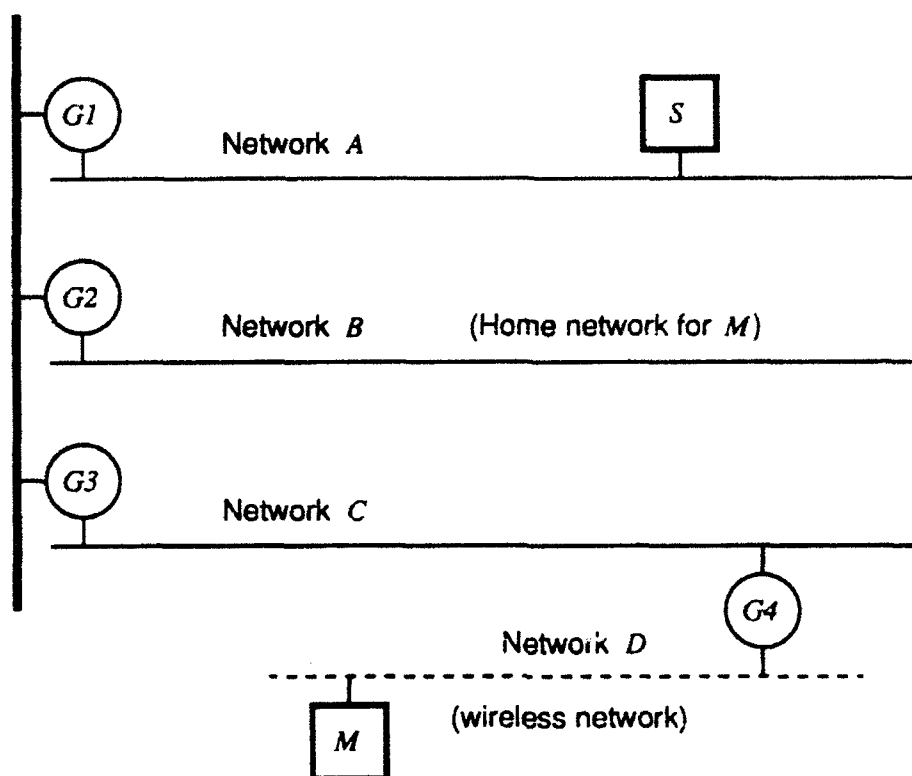 G1
S
Network A
G2
Network B (Home network for M)
G3
Network C
G4
Network D
(wireless network)
M